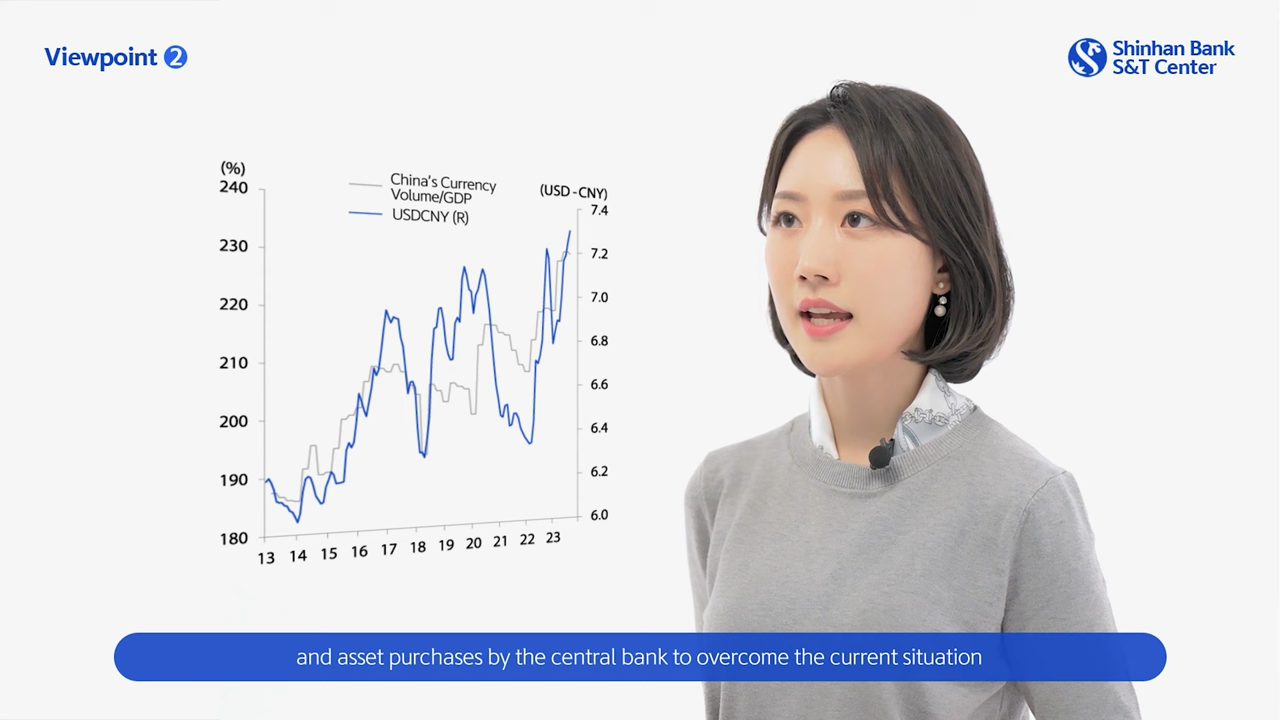 Viewpoint 2
Shinhan Bank
S&T Center
(%)
240
230
220
210
200
190
180
China's Currency
Volume/GDP
USDCNY (R)
(USD-CNY)
7.4
7.2
7.0
6.8
6.6
6.4
6.2
6.0
13 14 15 16 17 18 19 20 21 22 23
and asset purchases by the central bank to overcome the current situation